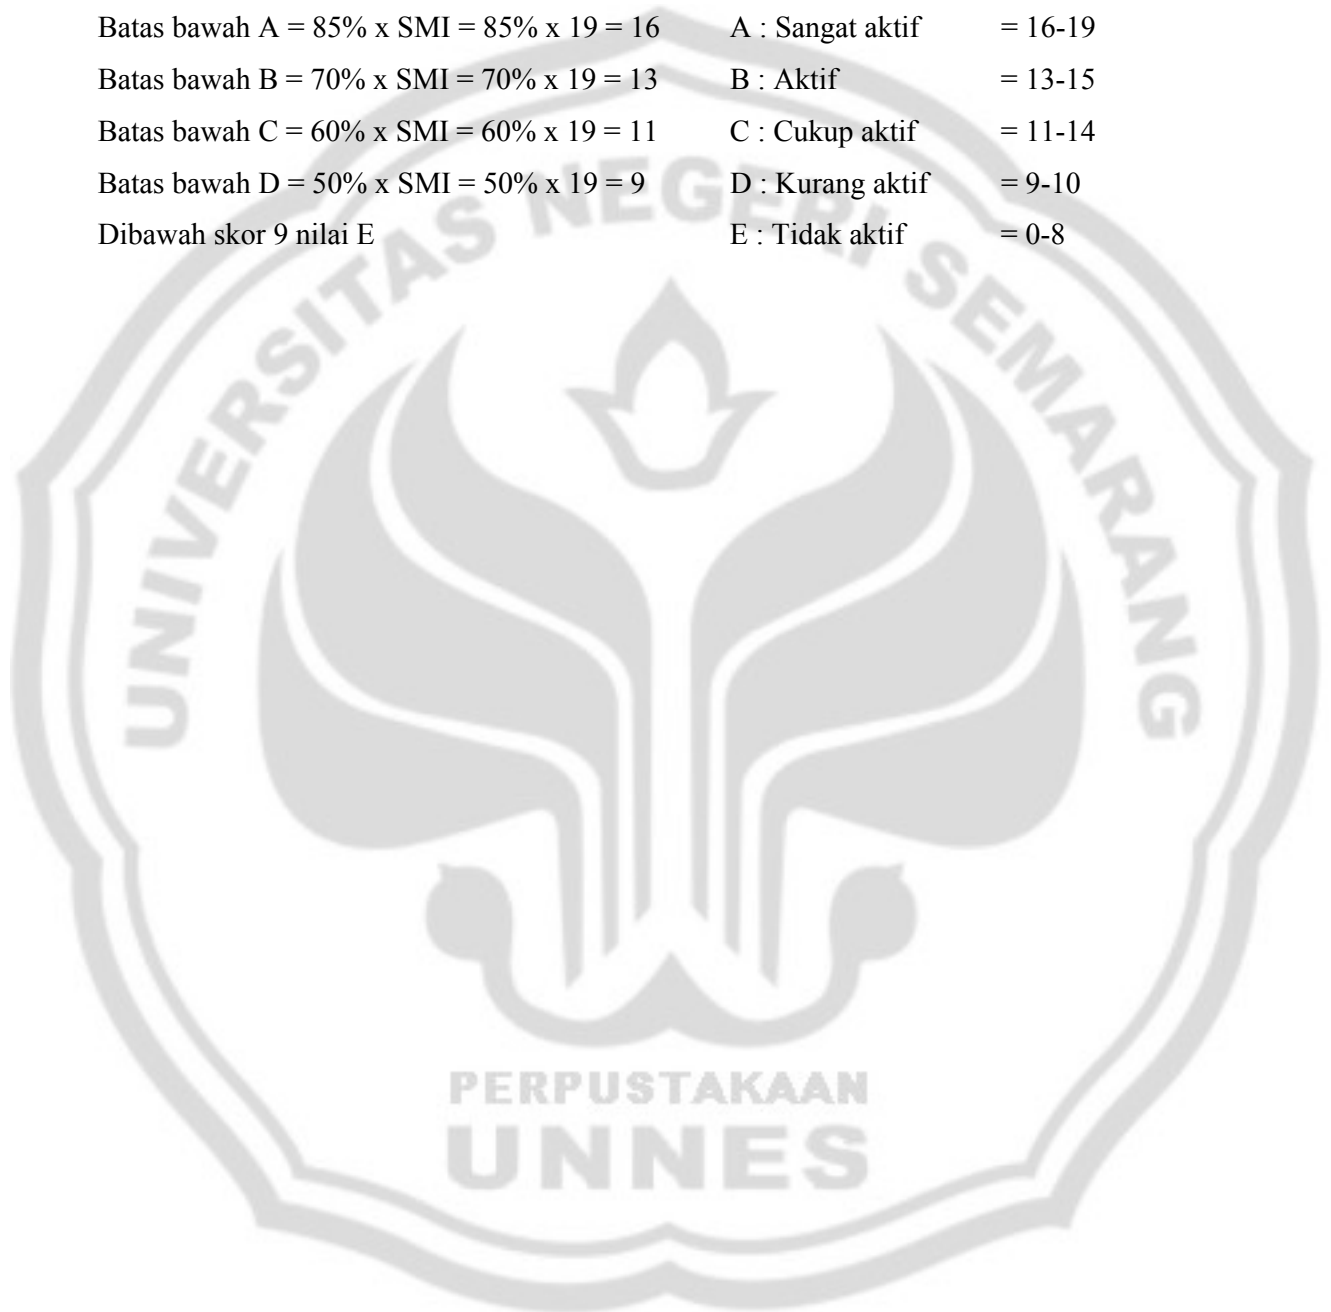 Batas bawah A = 85% x SMI = 85% x 19 = 16 A : Sangat aktif = 16-19
Batas bawah B = 70% x SMI = 70% x 19 = 13 B : Aktif = 13-15
Batas bawah C = 60% x SMI = 60% x 19 = 11 C : Cukup aktif = 11-14
Batas bawah D = 50% x SMI = 50% x 19 = 9 D : Kurang aktif = 9-10
Dibawah skor 9 nilai E E : Tidak aktif = 0-8
UNIVERSITAS NEGERI SEMARANG
PERPUSTAKAAN
UNNES